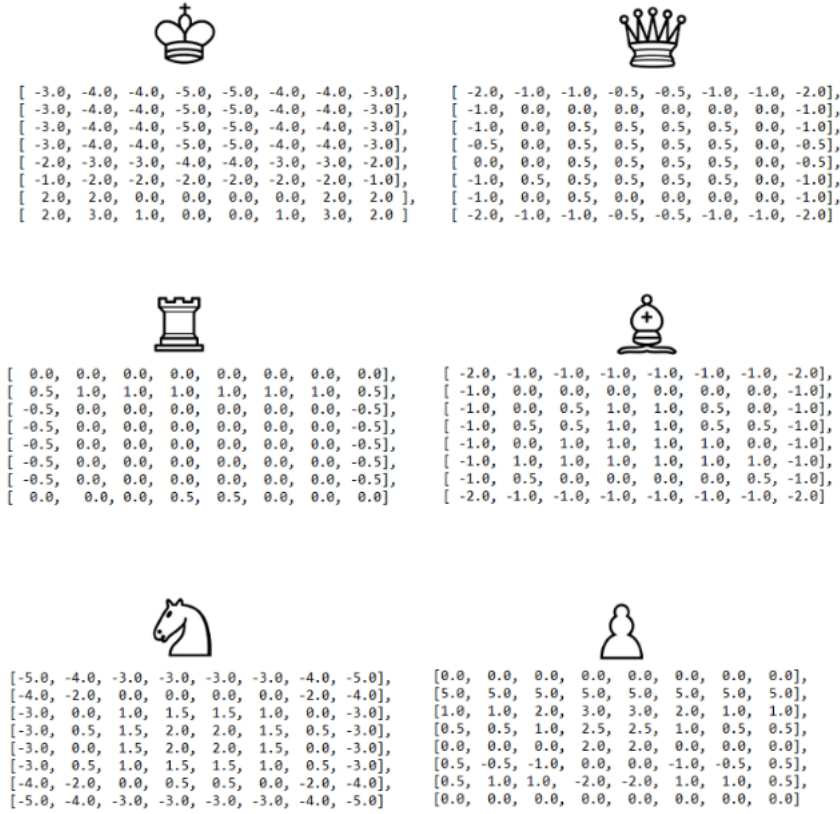 [ -3.0, -4.0, -4.0, -5.0, -5.0, -4.0, -4.0, -3.0],
[ -3.0, -4.0, -4.0, -5.0, -5.0, -4.0, -4.0, -3.0],
[ -3.0, -4.0, -4.0, -5.0, -5.0, -4.0, -4.0, -3.0],
[ -3.0, -4.0, -4.0, -5.0, -5.0, -4.0, -4.0, -3.0],
[ -2.0, -3.0, -3.0, -4.0, -4.0, -3.0, -3.0, -2.0],
[ -1.0, -2.0, -2.0, -2.0, -2.0, -2.0, -2.0, -1.0],
[ 2.0, 2.0, 0.0, 0.0, 0.0, 0.0, 2.0, 2.0 ],
[ 2.0, 3.0, 1.0, 0.0, 0.0, 1.0, 3.0, 2.0 ]
[ -2.0, -1.0, -1.0, -0.5, -0.5, -1.0, -1.0, -2.0],
[ -1.0, 0.0, 0.0, 0.0, 0.0, 0.0, 0.0, -1.0],
[ -1.0, 0.0, 0.5, 0.5, 0.5, 0.5, 0.0, -1.0],
[ -0.5, 0.0, 0.5, 0.5, 0.5, 0.5, 0.0, -0.5],
[ 0.0, 0.0, 0.5, 0.5, 0.5, 0.5, 0.0, -0.5],
[ -1.0, 0.5, 0.5, 0.5, 0.5, 0.5, 0.0, -1.0],
[ -1.0, 0.0, 0.5, 0.0, 0.0, 0.0, 0.0, -1.0],
[ -2.0, -1.0, -1.0, -0.5, -0.5, -1.0, -1.0, -2.0]
[ 0.0, 0.0, 0.0, 0.0, 0.0, 0.0, 0.0, 0.0],
[ 0.5, 1.0, 1.0, 1.0, 1.0, 1.0, 1.0, 0.5],
[ -0.5, 0.0, 0.0, 0.0, 0.0, 0.0, 0.0, -0.5],
[ -0.5, 0.0, 0.0, 0.0, 0.0, 0.0, 0.0, -0.5],
[ -0.5, 0.0, 0.0, 0.0, 0.0, 0.0, 0.0, -0.5],
[ -0.5, 0.0, 0.0, 0.0, 0.0, 0.0, 0.0, -0.5],
[ -0.5, 0.0, 0.0, 0.0, 0.0, 0.0, 0.0, -0.5],
[ 0.0, 0.0, 0.0, 0.5, 0.5, 0.0, 0.0, 0.0]
[ -2.0, -1.0, -1.0, -1.0, -1.0, -1.0, -1.0, -2.0],
[ -1.0, 0.0, 0.0, 0.0, 0.0, 0.0, 0.0, -1.0],
[ -1.0, 0.0, 0.5, 1.0, 1.0, 0.5, 0.0, -1.0],
[ -1.0, 0.5, 0.5, 1.0, 1.0, 0.5, 0.5, -1.0],
[ -1.0, 0.0, 1.0, 1.0, 1.0, 1.0, 0.0, -1.0],
[ -1.0, 1.0, 1.0, 1.0, 1.0, 1.0, 1.0, -1.0],
[ -1.0, 0.5, 0.0, 0.0, 0.0, 0.0, 0.5, -1.0],
[ -2.0, -1.0, -1.0, -1.0, -1.0, -1.0, -1.0, -2.0]
[-5.0, -4.0, -3.0, -3.0, -3.0, -3.0, -4.0, -5.0],
[-4.0, -2.0, 0.0, 0.0, 0.0, 0.0, -2.0, -4.0],
[-3.0, 0.0, 1.0, 1.5, 1.5, 1.0, 0.0, -3.0],
[-3.0, 0.5, 1.5, 2.0, 2.0, 1.5, 0.5, -3.0],
[-3.0, 0.0, 1.5, 2.0, 2.0, 1.5, 0.0, -3.0],
[-3.0, 0.5, 1.0, 1.5, 1.5, 1.0, 0.5, -3.0],
[-4.0, -2.0, 0.0, 0.5, 0.5, 0.0, -2.0, -4.0],
[-5.0, -4.0, -3.0, -3.0, -3.0, -3.0, -4.0, -5.0]
[0.0, 0.0, 0.0, 0.0, 0.0, 0.0, 0.0, 0.0],
[5.0, 5.0, 5.0, 5.0, 5.0, 5.0, 5.0, 5.0],
[1.0, 1.0, 2.0, 3.0, 3.0, 2.0, 1.0, 1.0],
[0.5, 0.5, 1.0, 2.5, 2.5, 1.0, 0.5, 0.5],
[0.0, 0.0, 0.0, 2.0, 2.0, 0.0, 0.0, 0.0],
[0.5, -0.5, -1.0, 0.0, 0.0, -1.0, -0.5, 0.5],
[0.5, 1.0, 1.0, -2.0, -2.0, 1.0, 1.0, 0.5],
[0.0, 0.0, 0.0, 0.0, 0.0, 0.0, 0.0, 0.0]